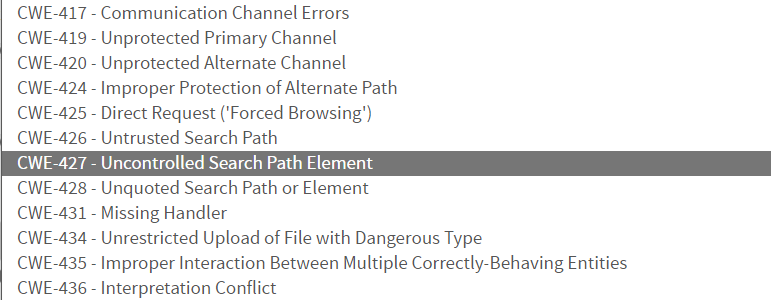 CWE-417 - Communication Channel Errors
CWE-419 - Unprotected Primary Channel
CWE-420 - Unprotected Alternate Channel
CWE-424 - Improper Protection of Alternate Path
CWE-425 - Direct Request ('Forced Browsing')
CWE-426 - Untrusted Search Path
CWE-427 - Uncontrolled Search Path Element
CWE-428 - Unquoted Search Path or Element
CWE-431 - Missing Handler
CWE-434 - Unrestricted Upload of File with Dangerous Type
CWE-435 - Improper Interaction Between Multiple Correctly-Behaving Entities
CWE-436 - Interpretation Conflict